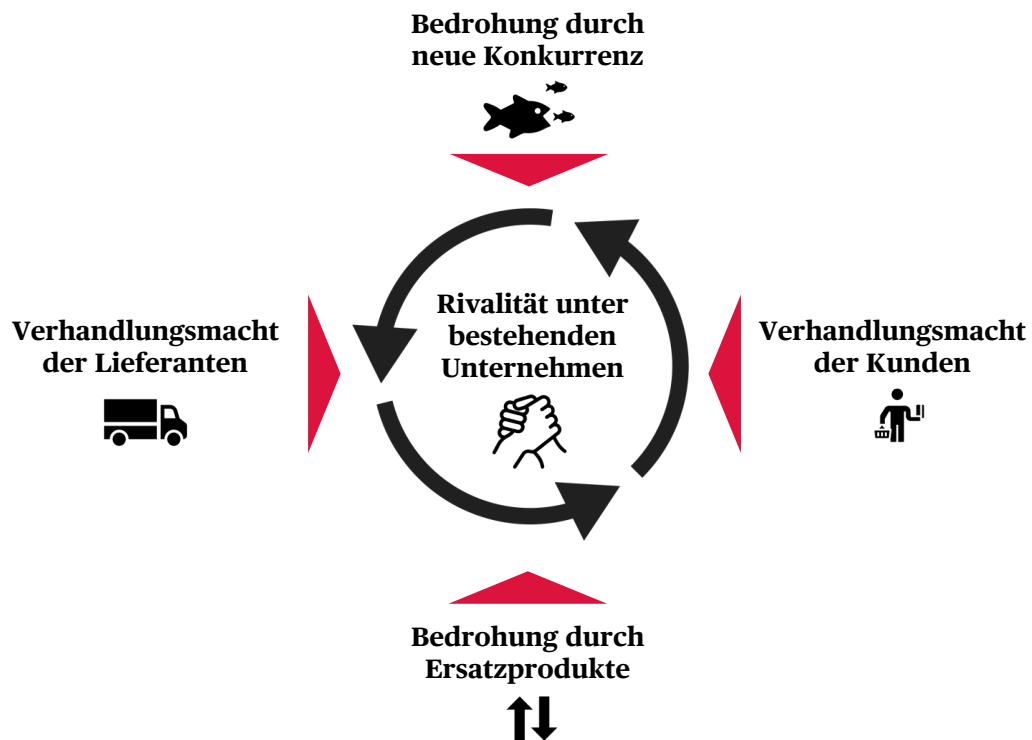 Bedrohung durch
neue Konkurrenz
Verhandlungsmacht
der Lieferanten
Rivalität unter
bestehenden
Unternehmen
Verhandlungsmacht
der Kunden
Bedrohung durch
Ersatzprodukte